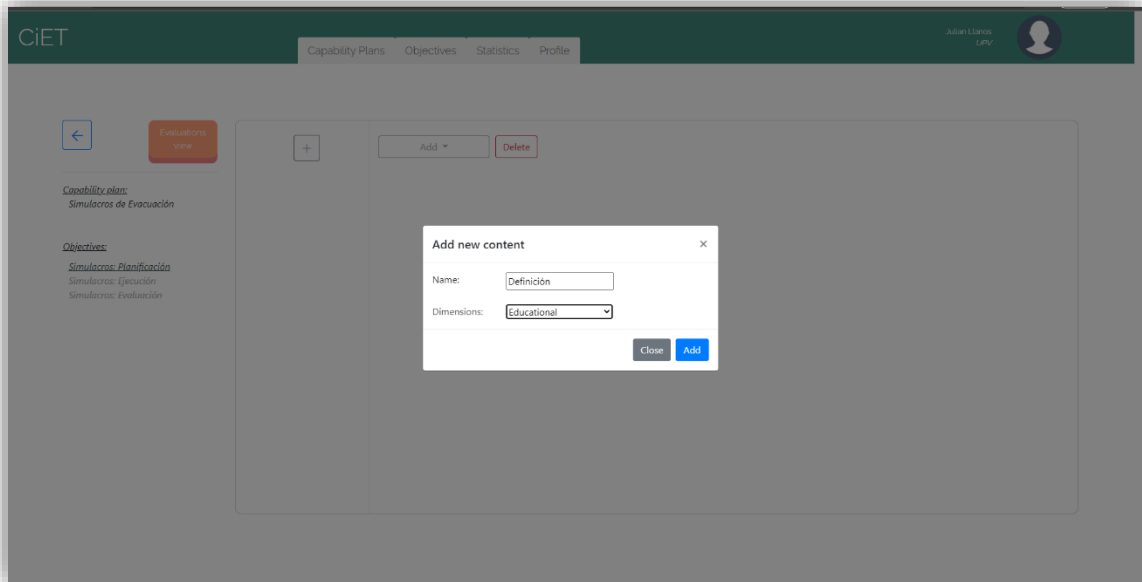 CiET
Capability Plans Objectives Statistics Profile
Julian Llanos
UPV
Evaluations
view
Capability plan:
Simulacros de Evacuación
Objectives:
Simulacros: Planificación
Simulacros: Ejecución
Simulacros: Evaluación
+
Add
Delete
Add new content
×
Name:
Definición
Dimensions:
Educational
Close
Add